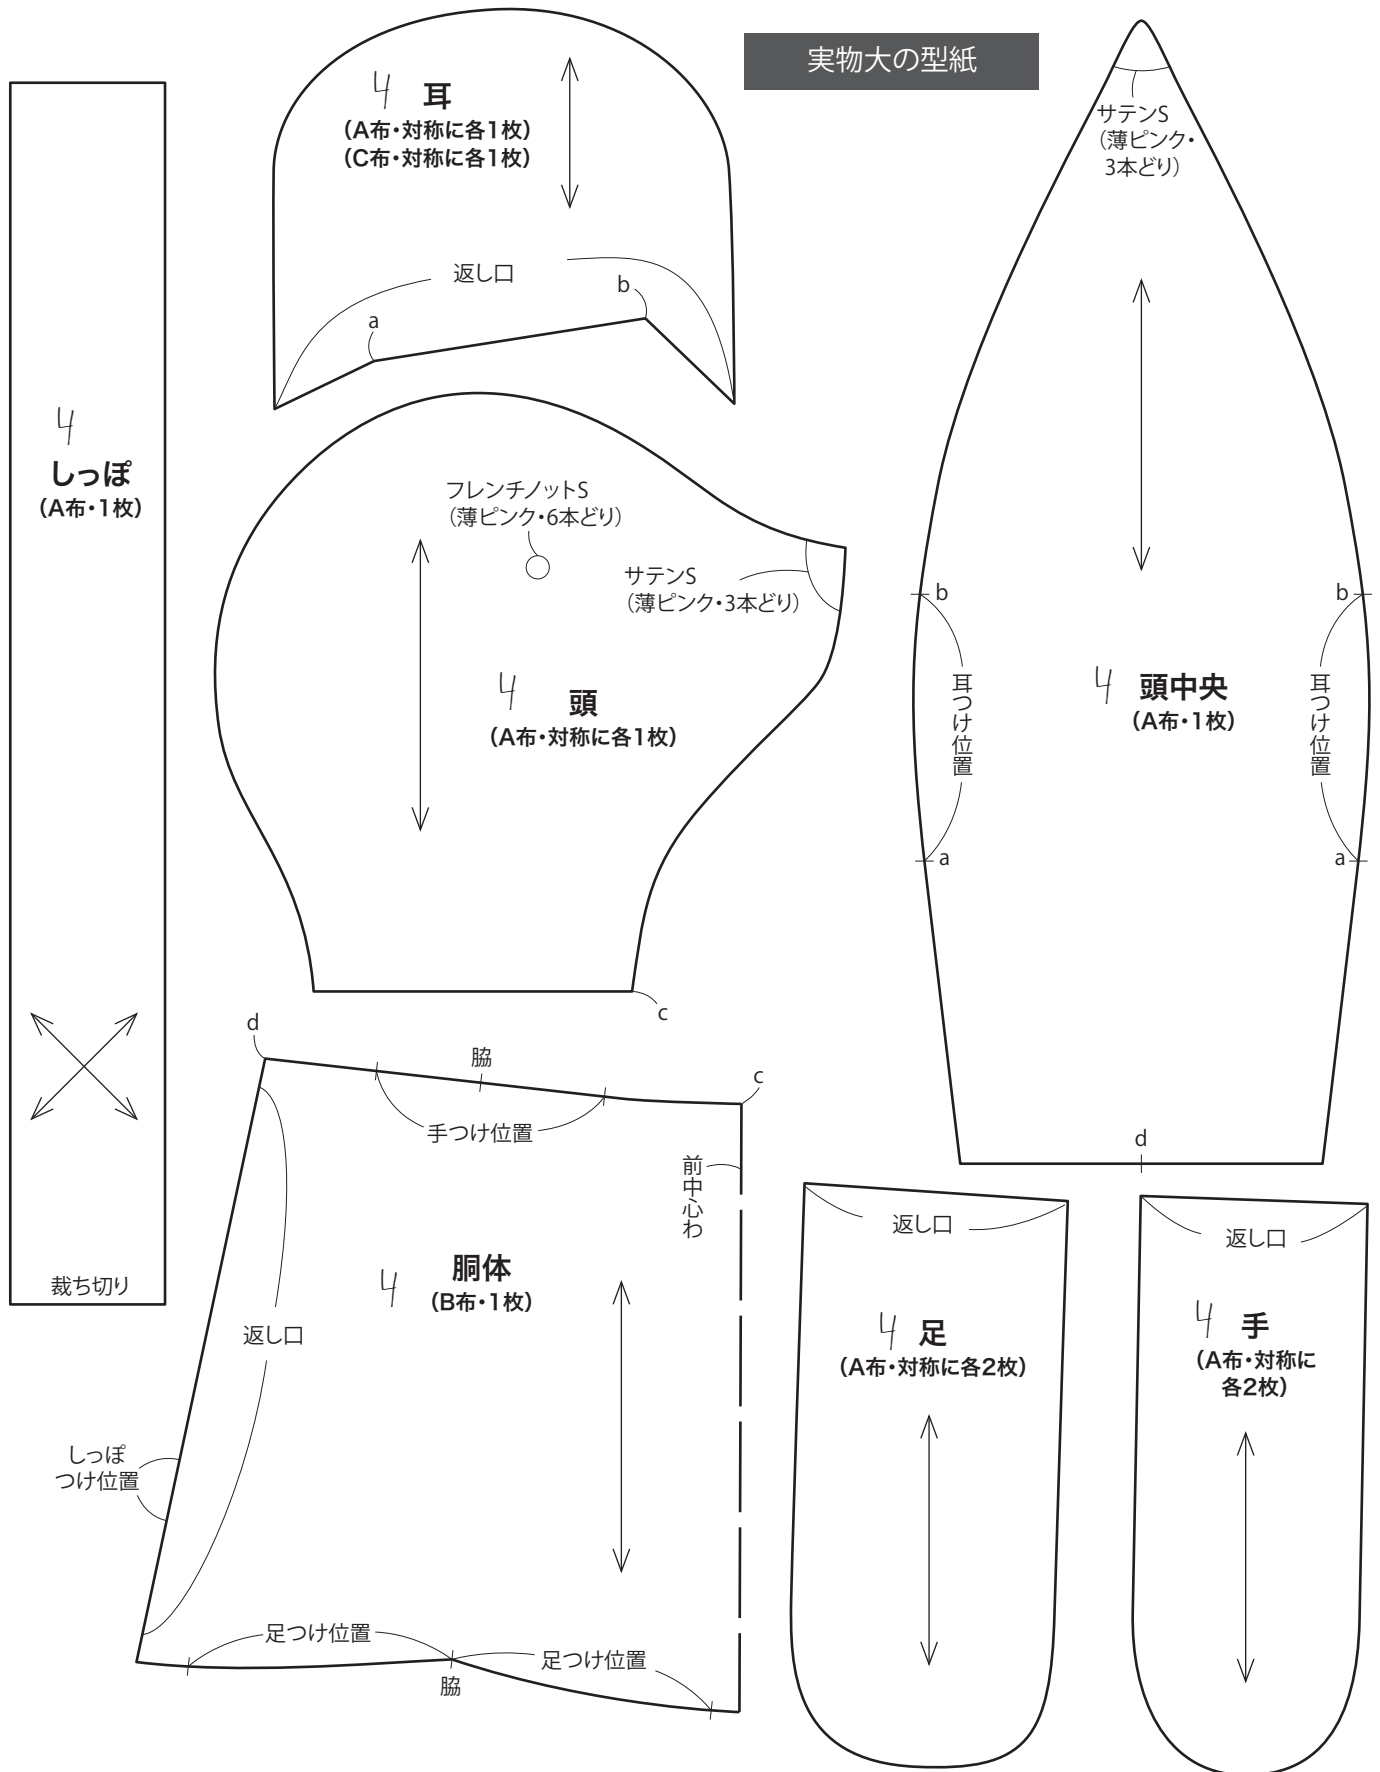 実物大の型紙
4 耳
（A布・対称に各1枚）
（C布・対称に各1枚）
返し口
a
b
サテンS
（薄ピンク・
3本どり）
4
しっぽ
（A布・1枚）
裁ち切り
フレンチノットS
（薄ピンク・6本どり）
サテンS
（薄ピンク・3本どり）
4 頭
（A布・対称に各1枚）
c
b
b
耳つけ位置
4 頭中央
（A布・1枚）
耳つけ位置
a
a
d
d
脇
c
手つけ位置
前中心わ
4 胴体
（B布・1枚）
返し口
しっぽ
つけ位置
足つけ位置
足つけ位置
脇
返し口
4 足
（A布・対称に各2枚）
返し口
4 手
（A布・対称に
各2枚）